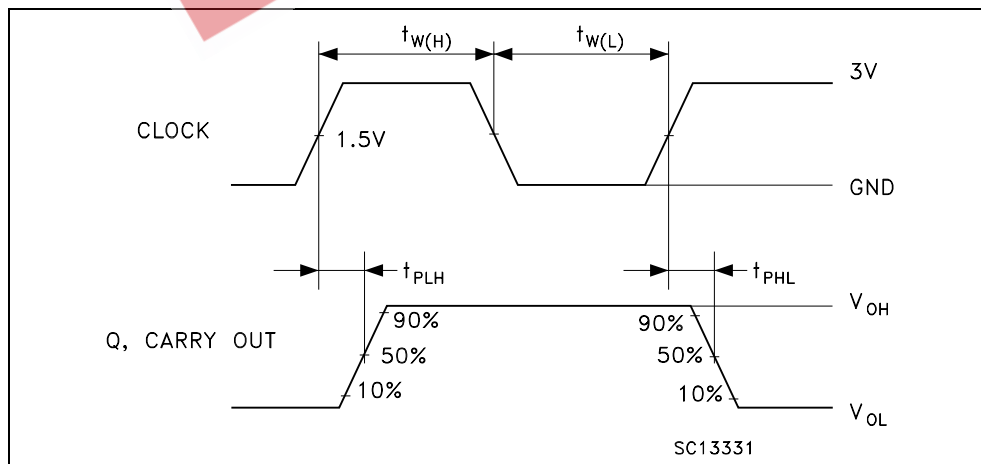 tW(H) tW(L)
3V
CLOCK
1.5V
GND
tPLH tPHL
VOH
90% 90%
Q, CARRY OUT
50% 50%
10% 10%
VOL
SC13331